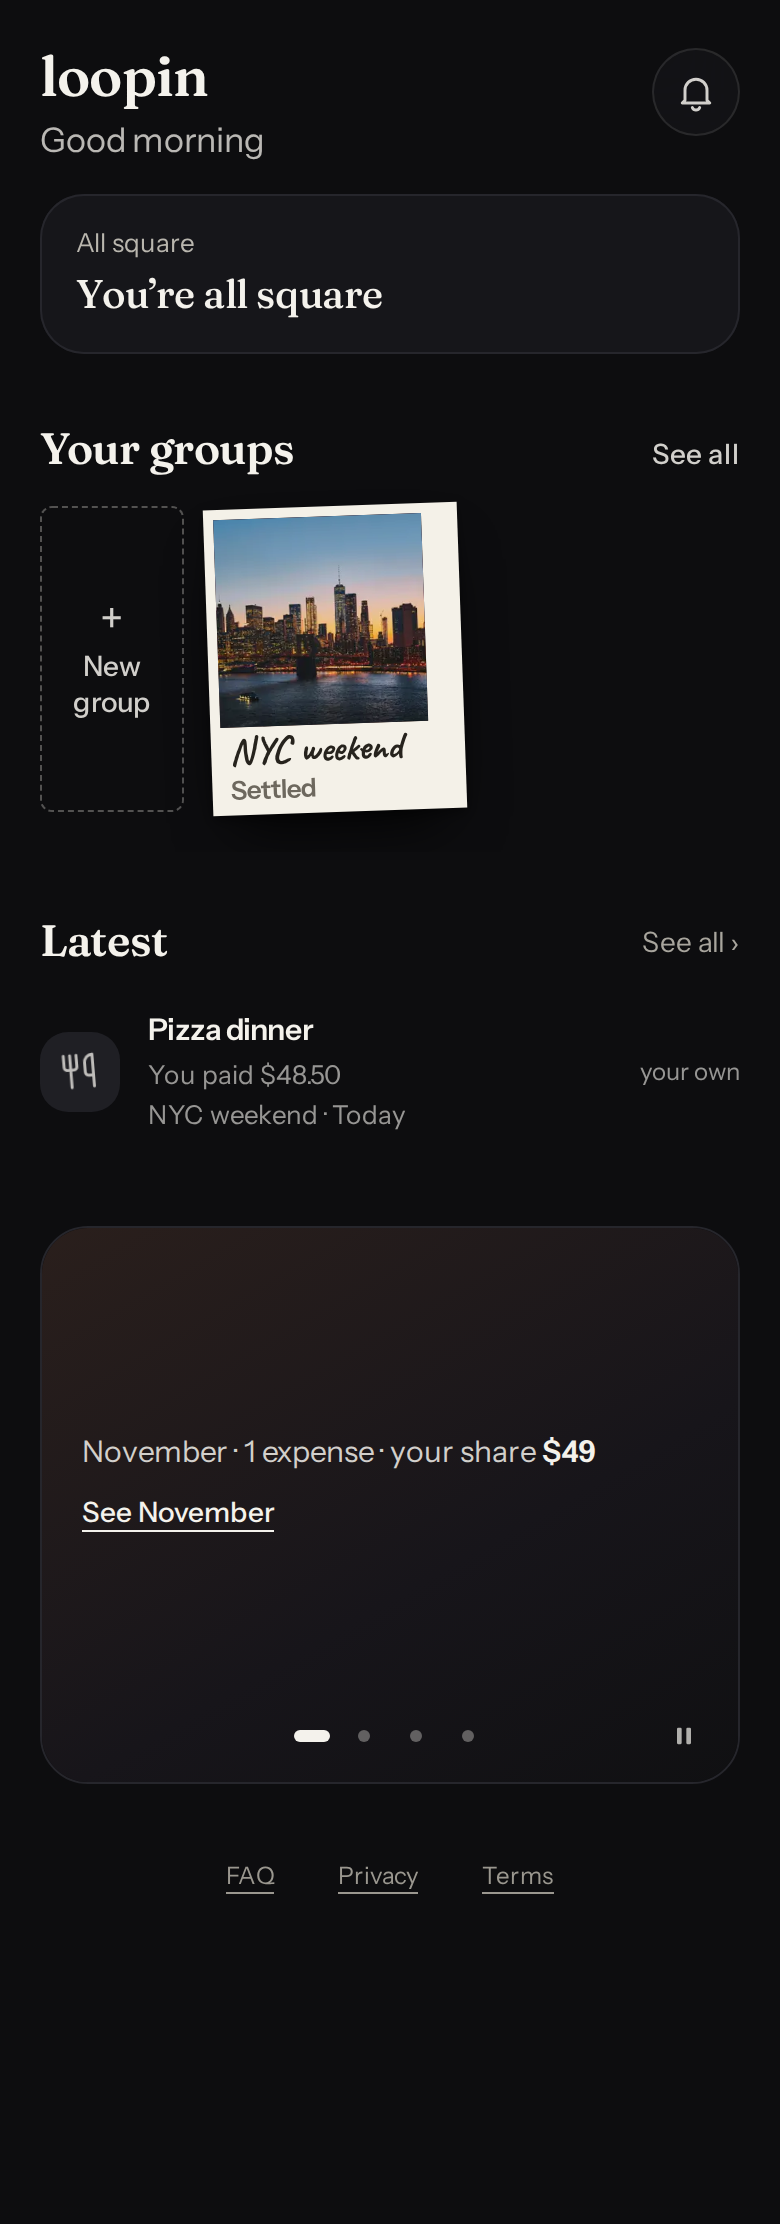 loopin
Good morning
All square
You’re all square
Your groups
See all
+
New
group
NYC weekend
Settled
Latest
See all ›
Pizza dinner
You paid $48.50
your own
NYC weekend · Today
November · 1 expense · your share $49
See November
FAQ
Privacy
Terms